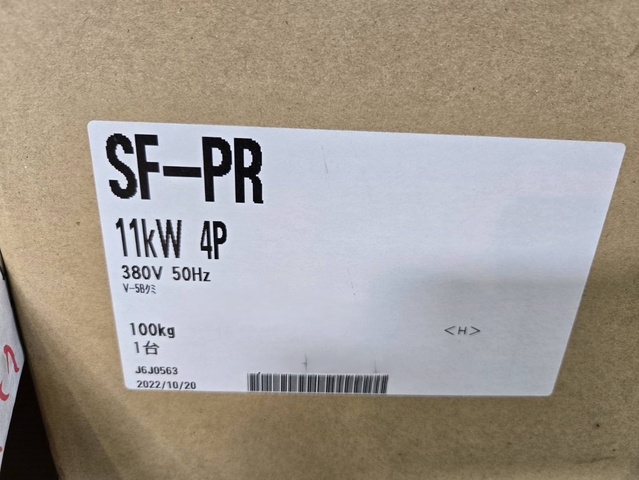 SF-PR
11kW 4P
380V 50Hz
V-5Bクミ
100kg
<H>
1台
J6J0563
2022/10/20